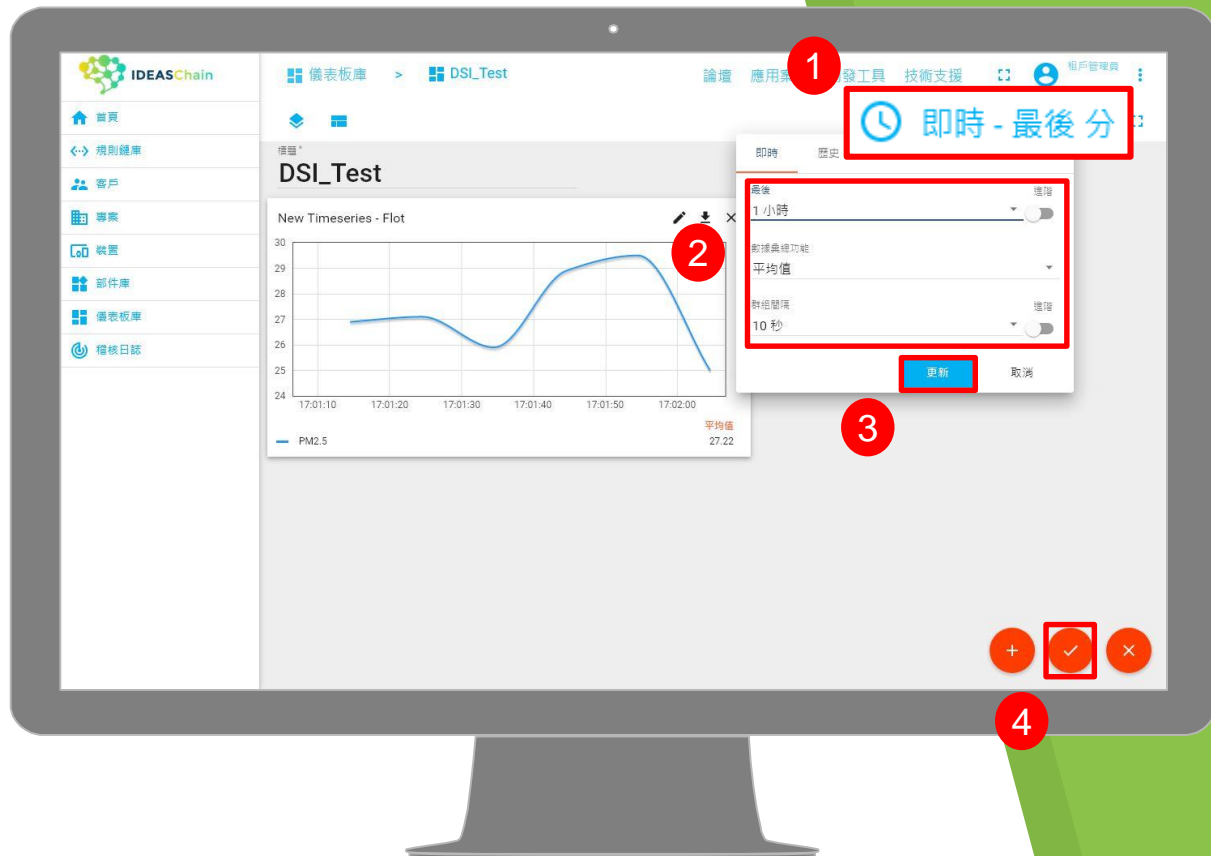 IDEASChain
儀表板庫 > DSI_Test
論壇 應用案 發工具 技術支援
租戶管理員
1
即時 - 最後 分
首頁
規則鏈庫
客戶
專案
裝置
部件庫
儀表板庫
稽核日誌
標題 *
DSI_Test
New Timeseries - Flot
30
29
28
27
26
25
24
17:01:10 17:01:20 17:01:30 17:01:40 17:01:50 17:02:00
平均值
PM2.5 27.22
2
即時 歷史
最後 進階
1 小時
數據彙總功能
平均值
群組間隔 進階
10 秒
更新 取消
3
4